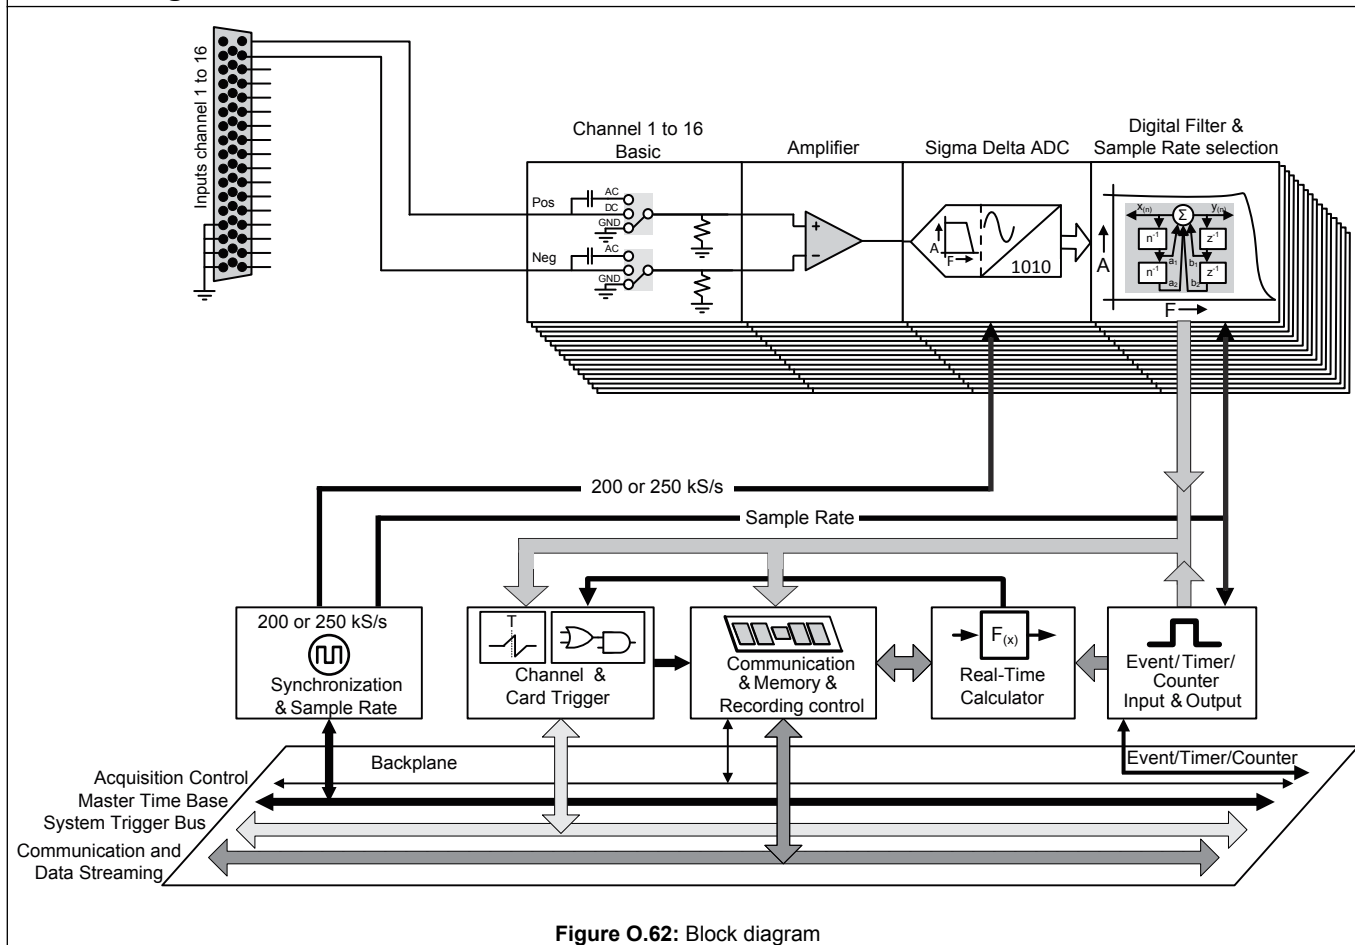 Inputs channel 1 to 16
Channel 1 to 16
Basic
Amplifier
Sigma Delta ADC
Digital Filter &
Sample Rate selection
Pos
AC
DC
GND
Neg
AC
GND
+
−
A
F
1010
A
F
x(n)
Σ
y(n)
n-1
z-1
a1
b1
n-1
z-1
a2
b2
200 or 250 kS/s
Sample Rate
200 or 250 kS/s
Synchronization
& Sample Rate
T
Channel &
Card Trigger
Communication
& Memory &
Recording control
F(x)
Real-Time
Calculator
Event/Timer/
Counter
Input & Output
Backplane
Event/Timer/Counter
Acquisition Control
Master Time Base
System Trigger Bus
Communication and
Data Streaming
Figure O.62: Block diagram